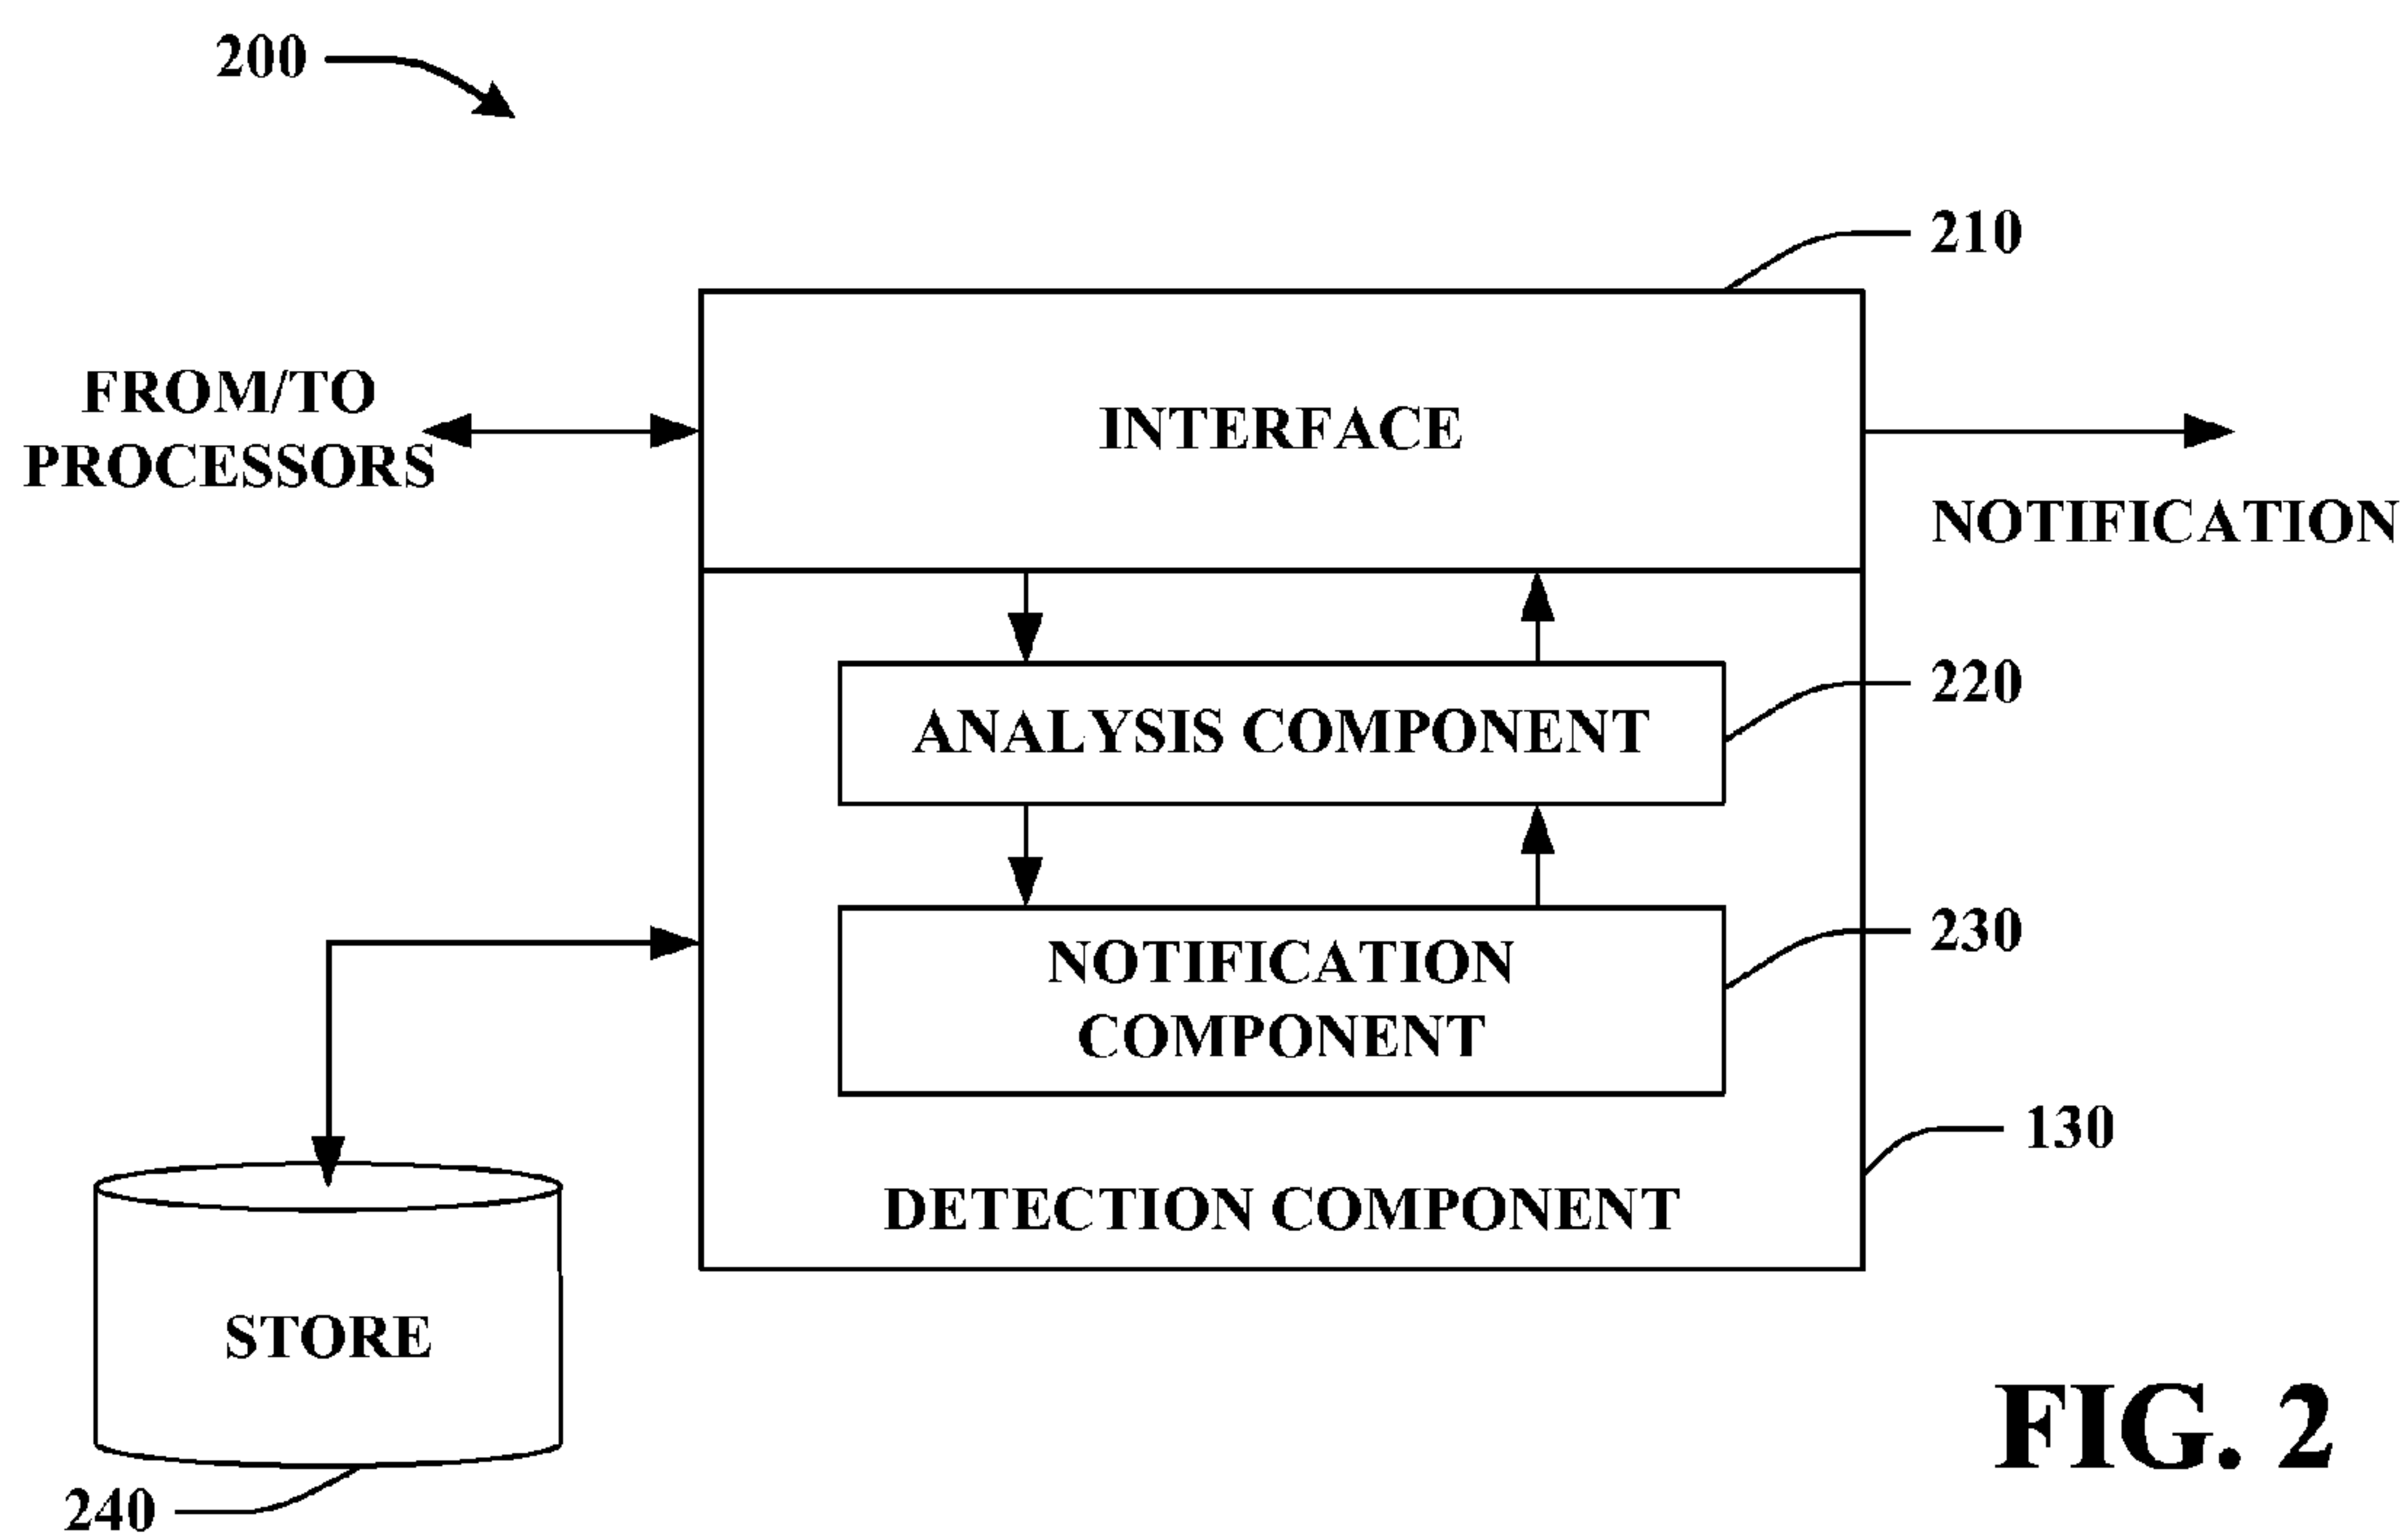 200
210
FROM/TO
PROCESSORS
INTERFACE
NOTIFICATION
220
ANALYSIS COMPONENT
230
NOTIFICATION
COMPONENT
130
DETECTION COMPONENT
STORE
240
FIG. 2